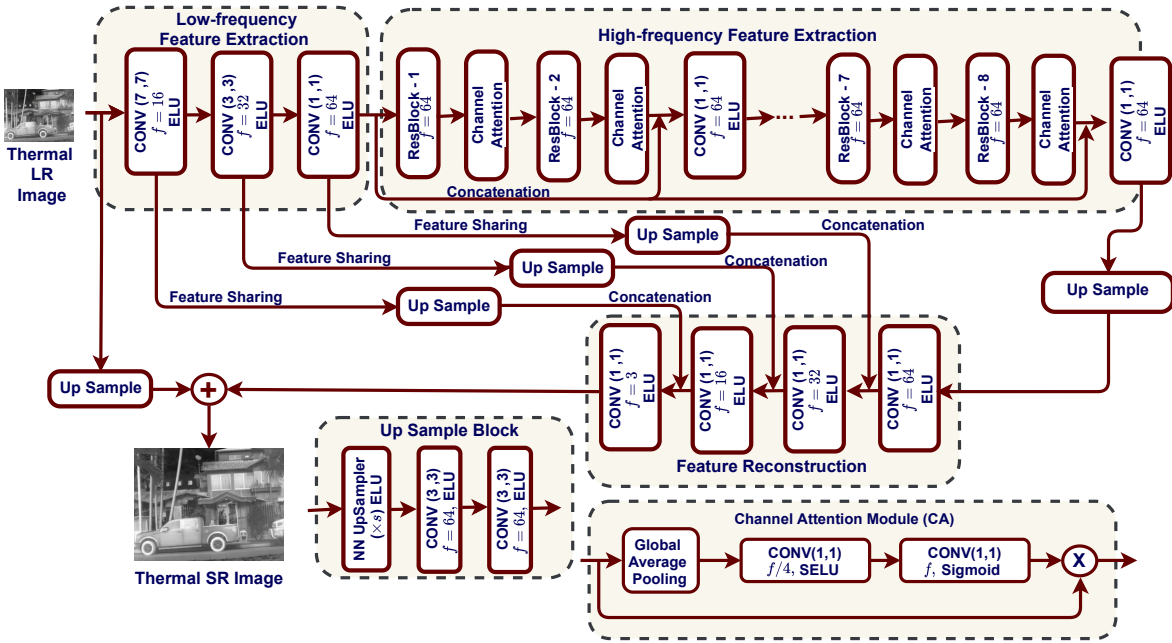 Low-frequency
Feature Extraction
High-frequency Feature Extraction
Thermal
LR
Image
CONV (7 ,7)
f = 16
ELU
CONV (3 ,3)
f = 32
ELU
CONV (1 ,1)
f = 64
ELU
ResBlock - 1
f = 64
Channel
Attention
ResBlock - 2
f = 64
Channel
Attention
CONV (1 ,1)
f = 64
ELU
...
ResBlock - 7
f = 64
Channel
Attention
ResBlock - 8
f = 64
Channel
Attention
CONV (1 ,1)
f = 64
ELU
Concatenation
Feature Sharing
Up Sample
Concatenation
Feature Sharing
Up Sample
Concatenation
Feature Sharing
Up Sample
Concatenation
Up Sample
Up Sample
+
CONV (1 ,1)
f = 3
ELU
CONV (1 ,1)
f = 16
ELU
CONV (1 ,1)
f = 32
ELU
CONV (1 ,1)
f = 64
ELU
Feature Reconstruction
Thermal SR Image
Up Sample Block
NN UpSampler
(× s) ELU
CONV (3 ,3)
f = 64, ELU
CONV (3 ,3)
f = 64, ELU
Channel Attention Module (CA)
Global
Average
Pooling
CONV(1,1)
f/4, SELU
CONV(1,1)
f, Sigmoid
X